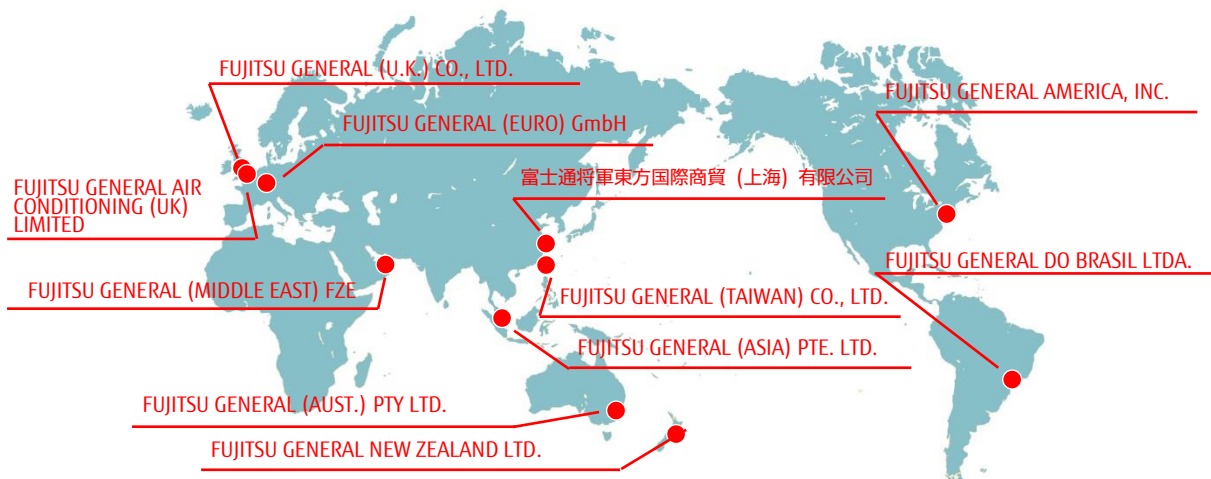 FUJITSU GENERAL (U.K.) CO., LTD.
FUJITSU GENERAL AMERICA, INC.
FUJITSU GENERAL (EURO) GmbH
富士通将軍東方国際商貿（上海）有限公司
FUJITSU GENERAL AIR
CONDITIONING (UK)
LIMITED
FUJITSU GENERAL DO BRASIL LTDA.
FUJITSU GENERAL (MIDDLE EAST) FZE
FUJITSU GENERAL (TAIWAN) CO., LTD.
FUJITSU GENERAL (ASIA) PTE. LTD.
FUJITSU GENERAL (AUST.) PTY LTD.
FUJITSU GENERAL NEW ZEALAND LTD.